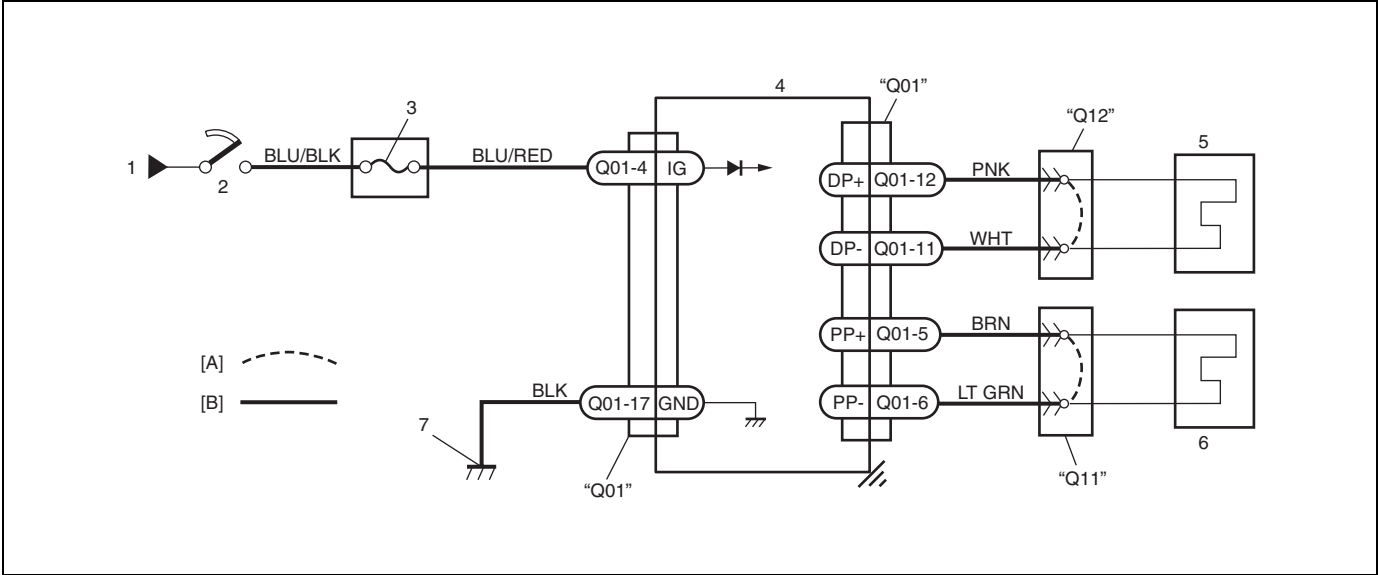 4
“Q01”
3
“Q12”
5
1
2
BLU/BLK
BLU/RED
Q01-4 IG
DP+ Q01-12
PNK
DP- Q01-11
WHT
PP+ Q01-5
BRN
[A]
[B]
BLK
Q01-17 GND
PP- Q01-6
LT GRN
7
6
“Q01”
“Q11”